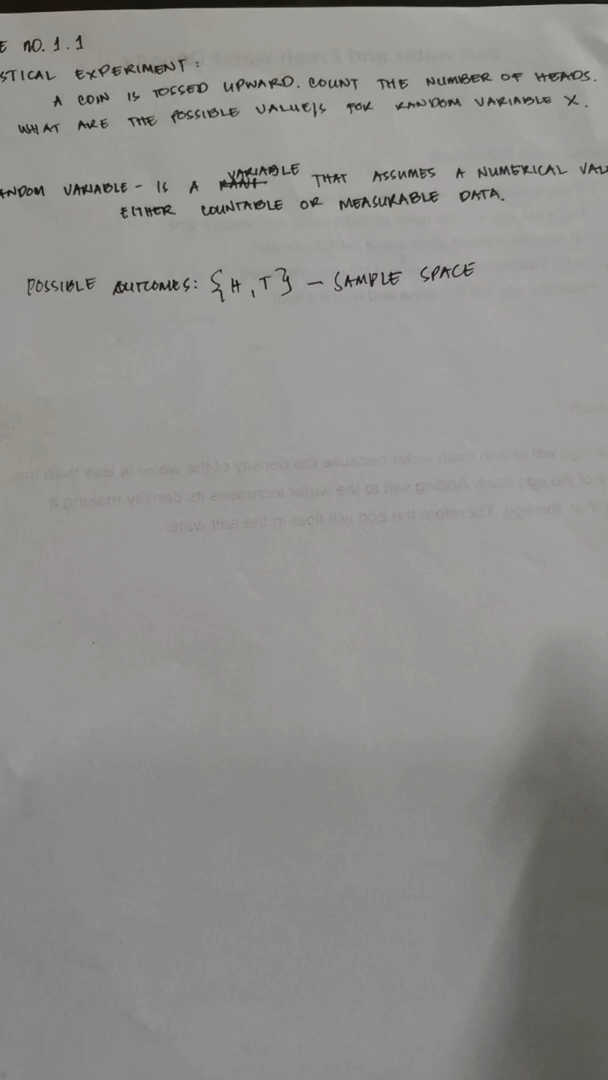 E NO. 1.1
STICAL EXPERIMENT:
A COIN IS TOSSED UPWARD. COUNT THE NUMBER OF HEADS.
WHAT ARE THE POSSIBLE VALUE/S FOR RANDOM VARIABLE X.
ANDOM VARIABLE - IS A VARIABLE THAT ASSUMES A NUMERICAL VAL
EITHER COUNTABLE OR MEASURABLE DATA.
POSSIBLE OUTCOMES: {H, T} - SAMPLE SPACE